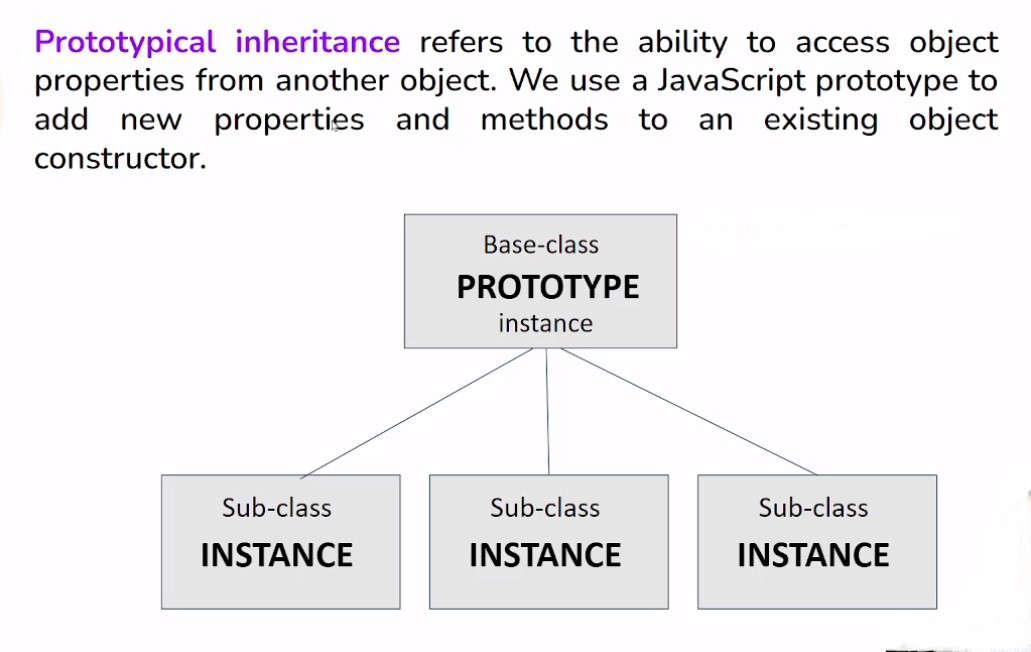 Prototypical inheritance refers to the ability to access object
properties from another object. We use a JavaScript prototype to
add new properties and methods to an existing object
constructor.
Base-class
PROTOTYPE
instance
Sub-class
INSTANCE
Sub-class
INSTANCE
Sub-class
INSTANCE